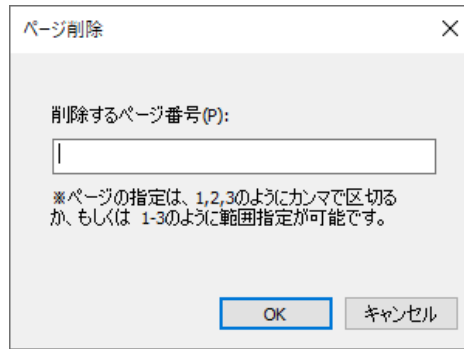 ページ削除
削除するページ番号(P):
※ページの指定は、1,2,3のようにカンマで区切る
か、もしくは 1-3のように範囲指定が可能です。
OK
キャンセル